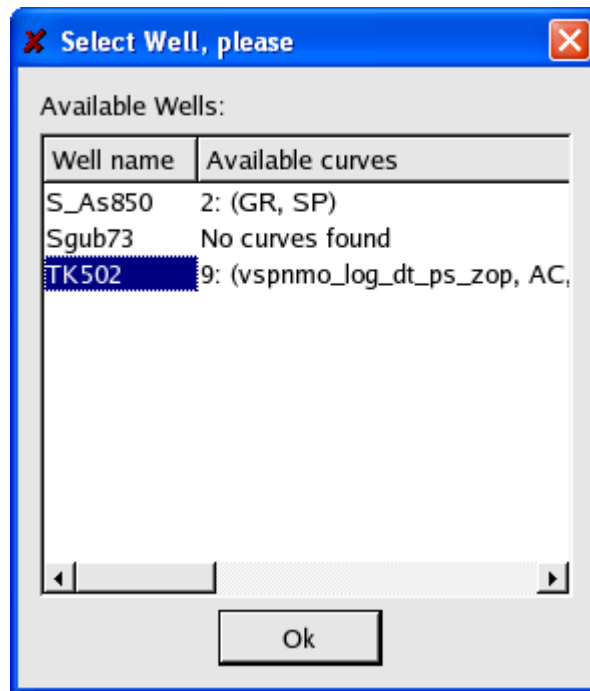 Select Well, please
Available Wells:
Well name Available curves
S_As850 2: (GR, SP)
Sgub73 No curves found
TK502 9: (vspnmo_log_dt_ps_zop, AC,
Ok